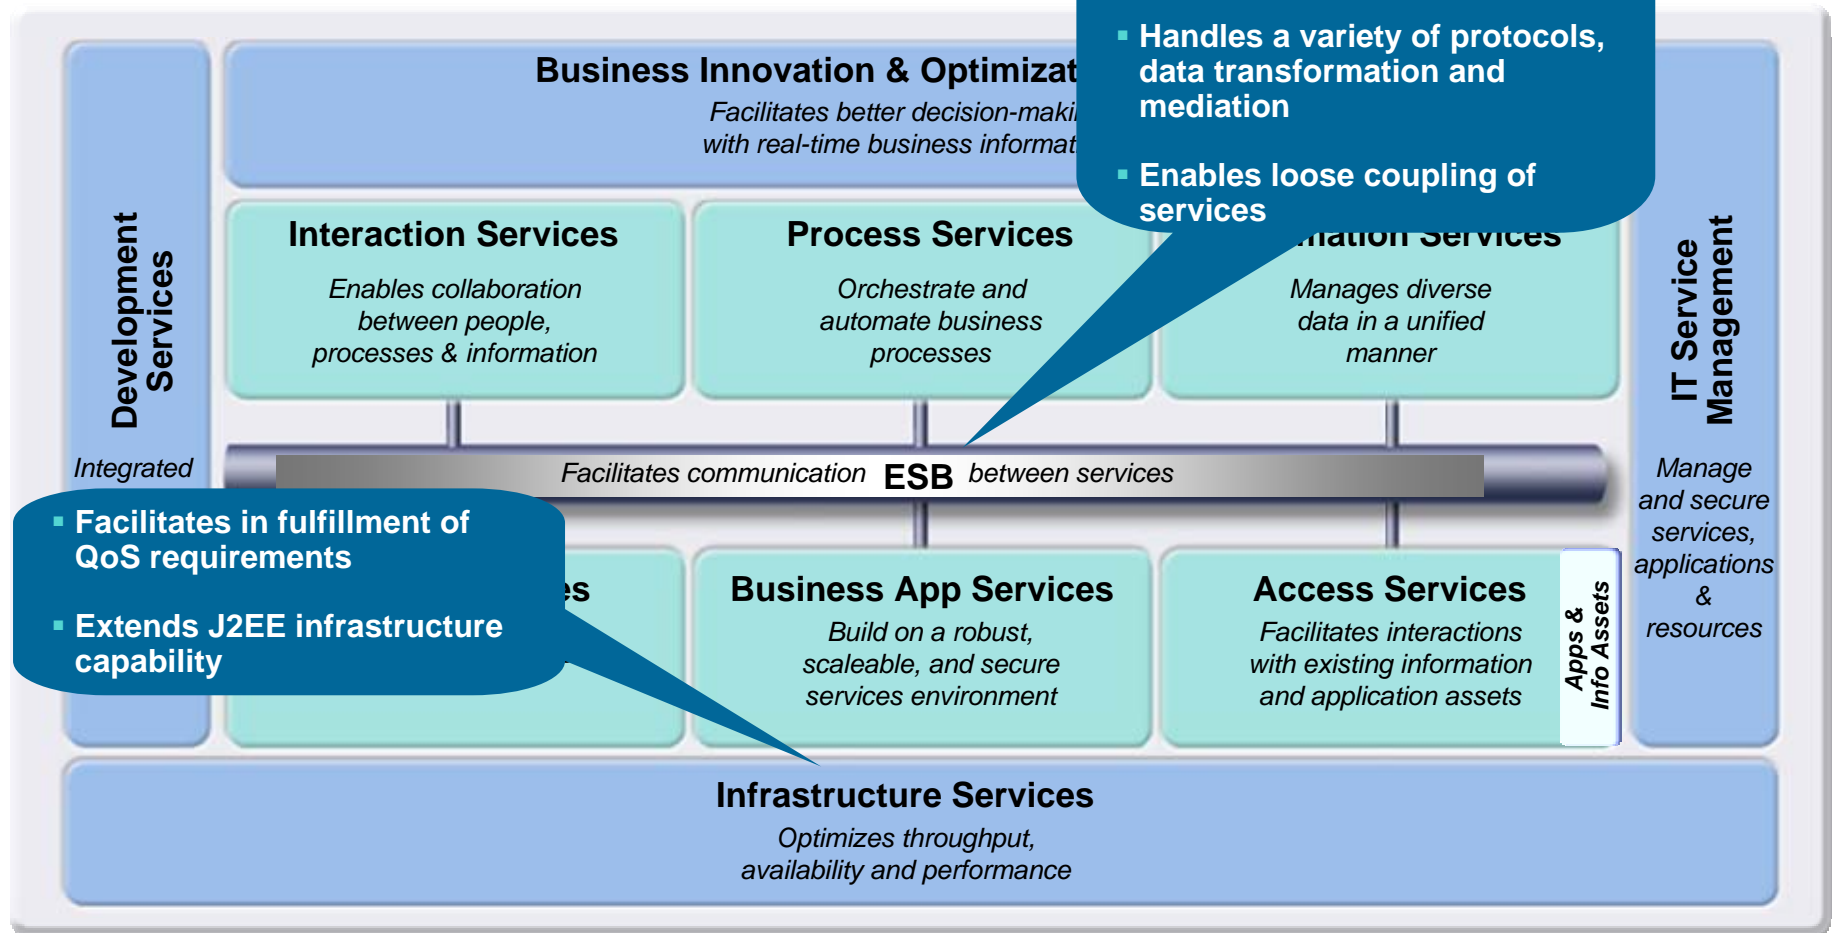 Handles a variety of protocols,
data transformation and
mediation
Enables loose coupling of
services
Business Innovation &
Facilitates better
with real-time business
Development
Services
Integrated
Interaction Services
Enables collaboration
between people,
processes & information
Process Services
Orchestrate and
automate business
processes
Services
Manages diverse
data in a unified
manner
IT Service
Management
Manage
and secure
services,
applications
&
resources
Facilitates communication ESB between services
Facilitates in fulfillment of
QoS requirements
Extends J2EE infrastructure
capability
Business App Services
Build on a robust,
scaleable, and secure
services environment
Access Services
Facilitates interactions
with existing information
and application assets
Apps &
Info Assets
Infrastructure Services
Optimizes throughput,
availability and performance